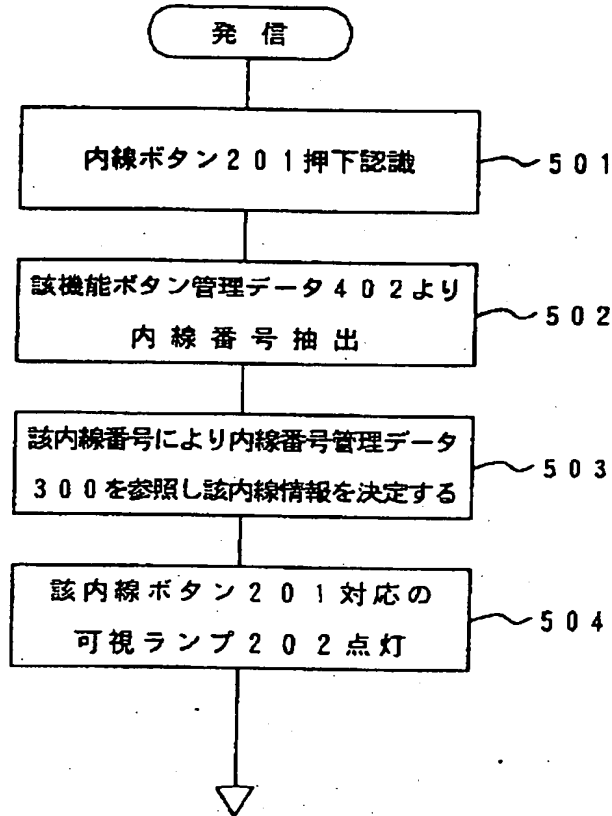 発信
内線ボタン201押下認識
501
該機能ボタン管理データ402より
内線番号抽出
502
該内線番号により内線番号管理データ
300を参照し該内線情報を決定する
503
該内線ボタン201対応の
可視ランプ202点灯
504